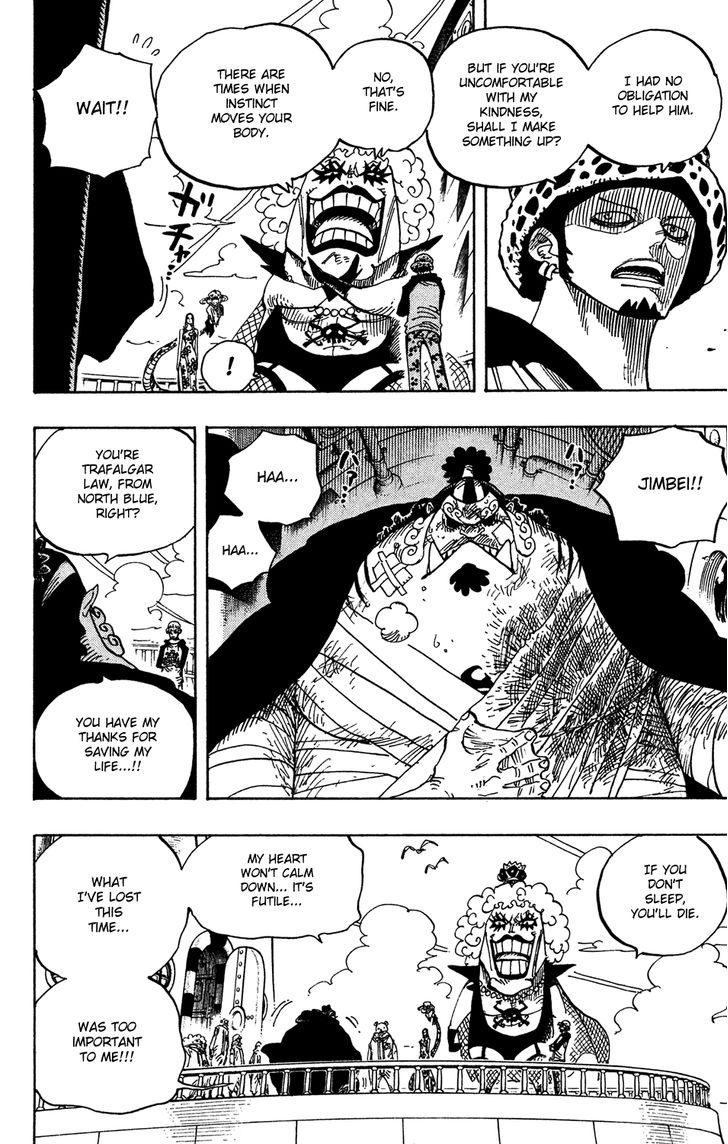 I HAD NO
OBLIGATION
TO HELP HIM.
BUT IF YOU'RE
UNCOMFORTABLE
WITH MY
KINDNESS,
SHALL I MAKE
SOMETHING UP?
NO,
THAT'S
FINE.
THERE ARE
TIMES WHEN
INSTINCT
MOVES YOUR
BODY.
WAIT!!
ガチャ
!
JIMBEI!!
HAA...
HAA...
YOU'RE
TRAFALGAR
LAW, FROM
NORTH BLUE,
RIGHT?
YOU HAVE MY
THANKS FOR
SAVING MY
LIFE...!!
IF YOU
DON'T
SLEEP,
YOU'LL DIE.
MY HEART
WON'T CALM
DOWN... IT'S
FUTILE...
WHAT
I'VE LOST
THIS
TIME...
WAS TOO
IMPORTANT
TO ME!!!